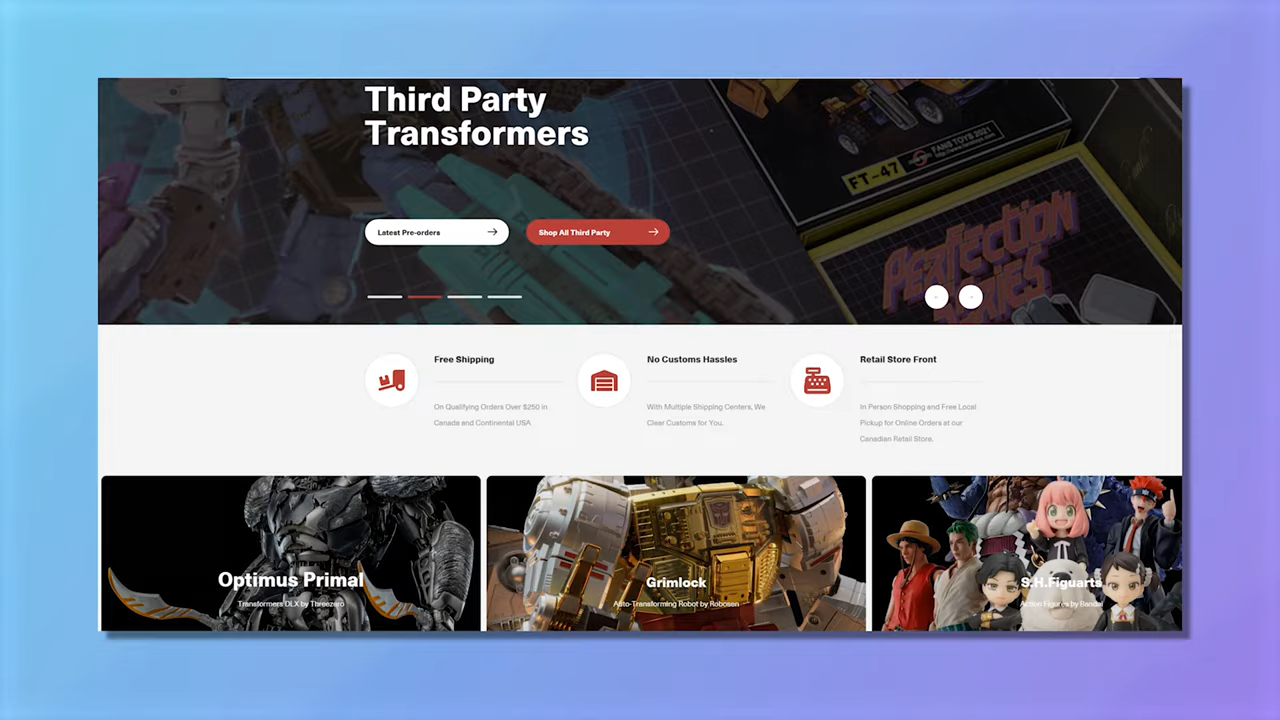 Third Party
Transformers
FANS TOYS 2021
FT-47
Latest Pre-orders
Shop All Third Party
PERFECTION
Free Shipping
On Qualifying Orders Over $250 in
Canada and Continental USA
No Customs Hassles
With Multiple Shipping Centers, We
Clear Customs for You.
Retail Store Front
In Person Shopping and Free Local
Pickup for Online Orders at our
Canadian Retail Store.
Optimus Primal
Transformers DLX by Threezero
Grimlock
Auto-Transforming Robot by Robosen
S.H.Figuarts
Action Figures by Bandai